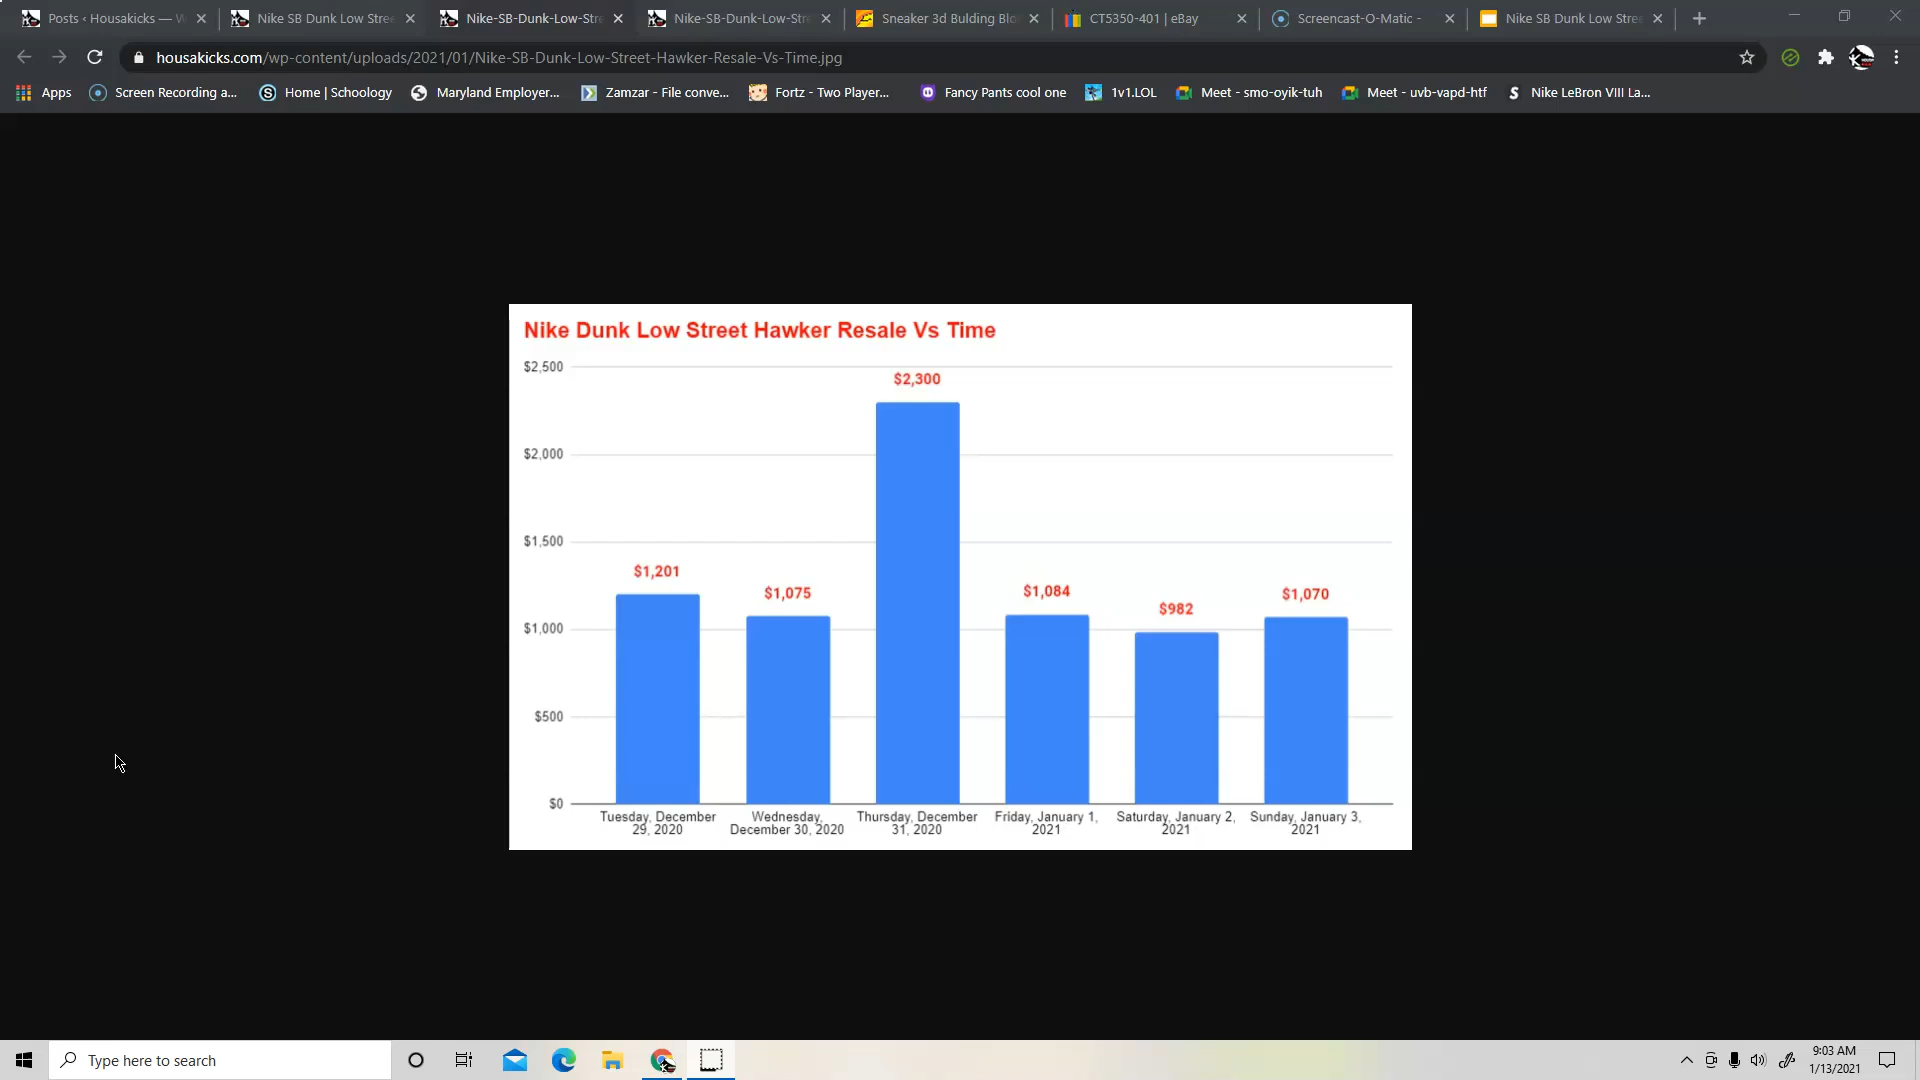 Posts ‹ Housakicks — W
Nike SB Dunk Low Stree
Nike-SB-Dunk-Low-Stre
Nike-SB-Dunk-Low-Stre
Sneaker 3d Bulding Blo
CT5350-401 | eBay
Screencast-O-Matic -
Nike SB Dunk Low Stree
housakicks.com/wp-content/uploads/2021/01/Nike-SB-Dunk-Low-Street-Hawker-Resale-Vs-Time.jpg
Apps
Screen Recording a...
Home | Schoology
Maryland Employer...
Zamzar - File conve...
Fortz - Two Player...
Fancy Pants cool one
1v1.LOL
Meet - smo-oyik-tuh
Meet - uvb-vapd-htf
Nike LeBron VIII La...
Nike Dunk Low Street Hawker Resale Vs Time
$2,500
$2,300
$2,000
$1,500
$1,201
$1,075
$1,084
$982
$1,070
$1,000
$500
$0
Tuesday, December
29, 2020
Wednesday,
December 30, 2020
Thursday, December
31, 2020
Friday, January 1,
2021
Saturday, January 2,
2021
Sunday, January 3,
2021
Type here to search
9:03 AM
1/13/2021